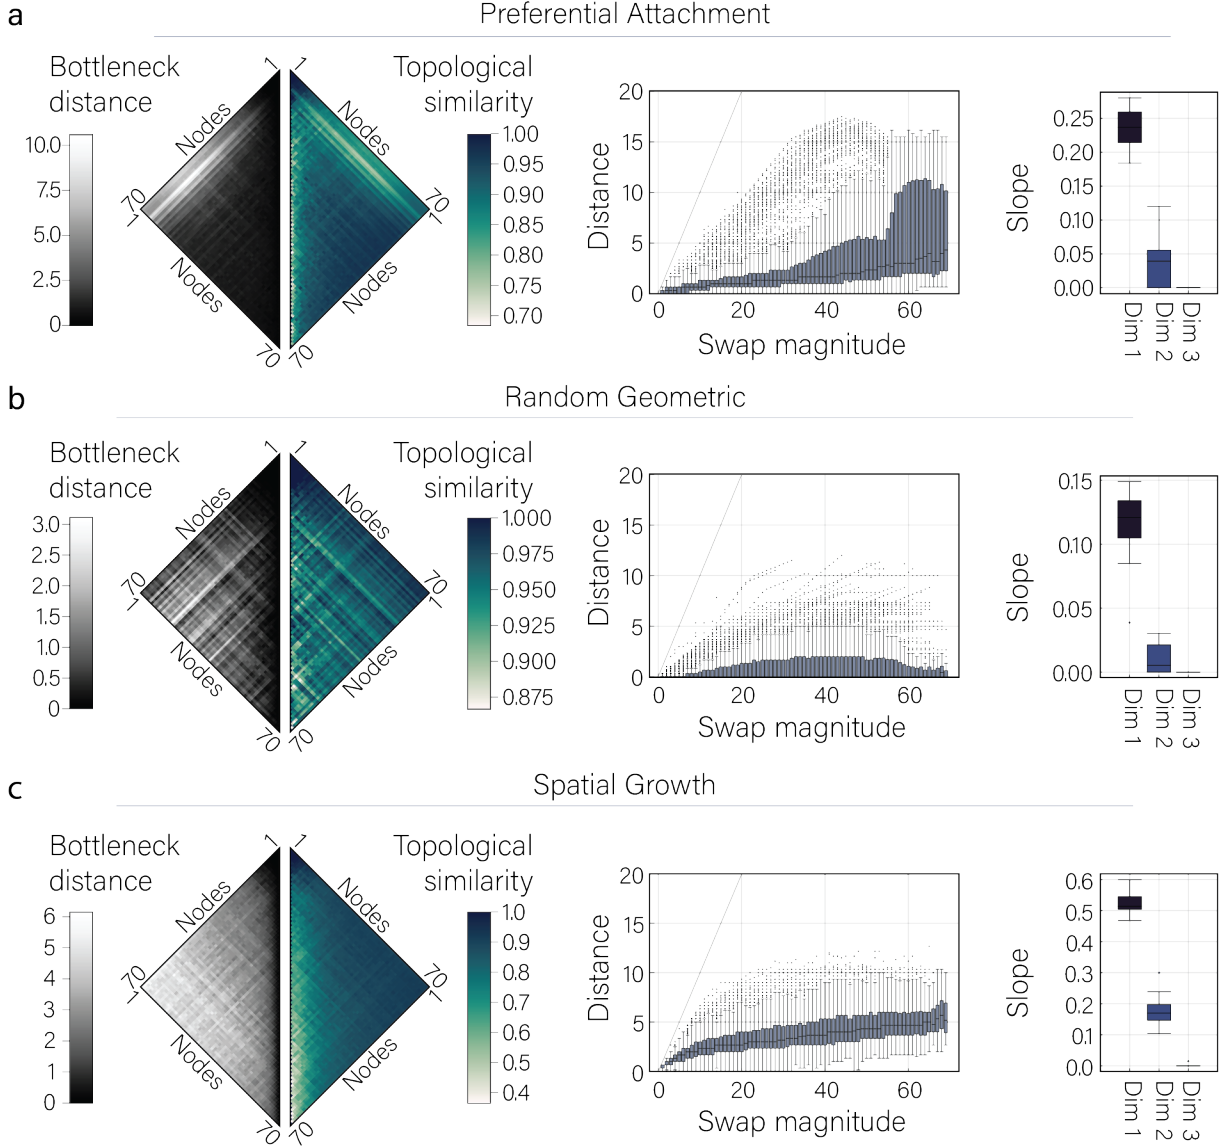 a
Preferential Attachment
Bottleneck
distance
10.0
7.5
5.0
2.5
0
1
1
Nodes
Nodes
70
1
70
1
Nodes
Nodes
70
70
Topological
similarity
1.00
0.95
0.90
0.85
0.80
0.75
0.70
Distance
20
15
10
5
0
0
20
40
60
Swap magnitude
Slope
0.25
0.20
0.15
0.10
0.05
0.00
Dim 1
Dim 2
Dim 3
b
Random Geometric
Bottleneck
distance
3.0
2.5
2.0
1.5
1.0
0.5
0
1
1
Nodes
Nodes
70
1
70
1
Nodes
Nodes
70
70
Topological
similarity
1.000
0.975
0.950
0.925
0.900
0.875
Distance
20
15
10
5
0
0
20
40
60
Swap magnitude
Slope
0.15
0.10
0.05
0.00
Dim 1
Dim 2
Dim 3
c
Spatial Growth
Bottleneck
distance
6
5
4
3
2
1
0
1
1
Nodes
Nodes
70
1
70
1
Nodes
Nodes
70
70
Topological
similarity
1.0
0.9
0.8
0.7
0.6
0.5
0.4
Distance
20
15
10
5
0
0
20
40
60
Swap magnitude
Slope
0.6
0.5
0.4
0.3
0.2
0.1
0.0
Dim 1
Dim 2
Dim 3